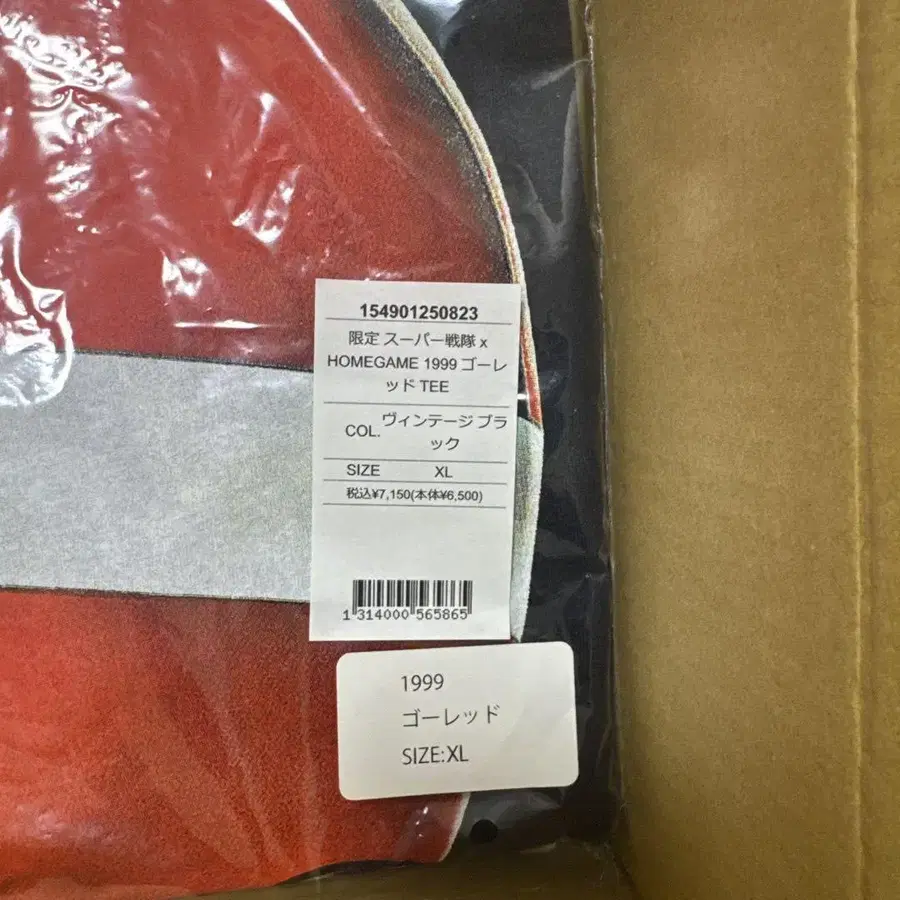 154901250823
限定 スーパー戦隊 x
HOMEGAME 1999 ゴーレ
ッド TEE
COL. ヴィンテージ ブラ
ック
SIZE XL
税込¥7,150(本体¥6,500)
1 314000 565865
1999
ゴーレッド
SIZE:XL